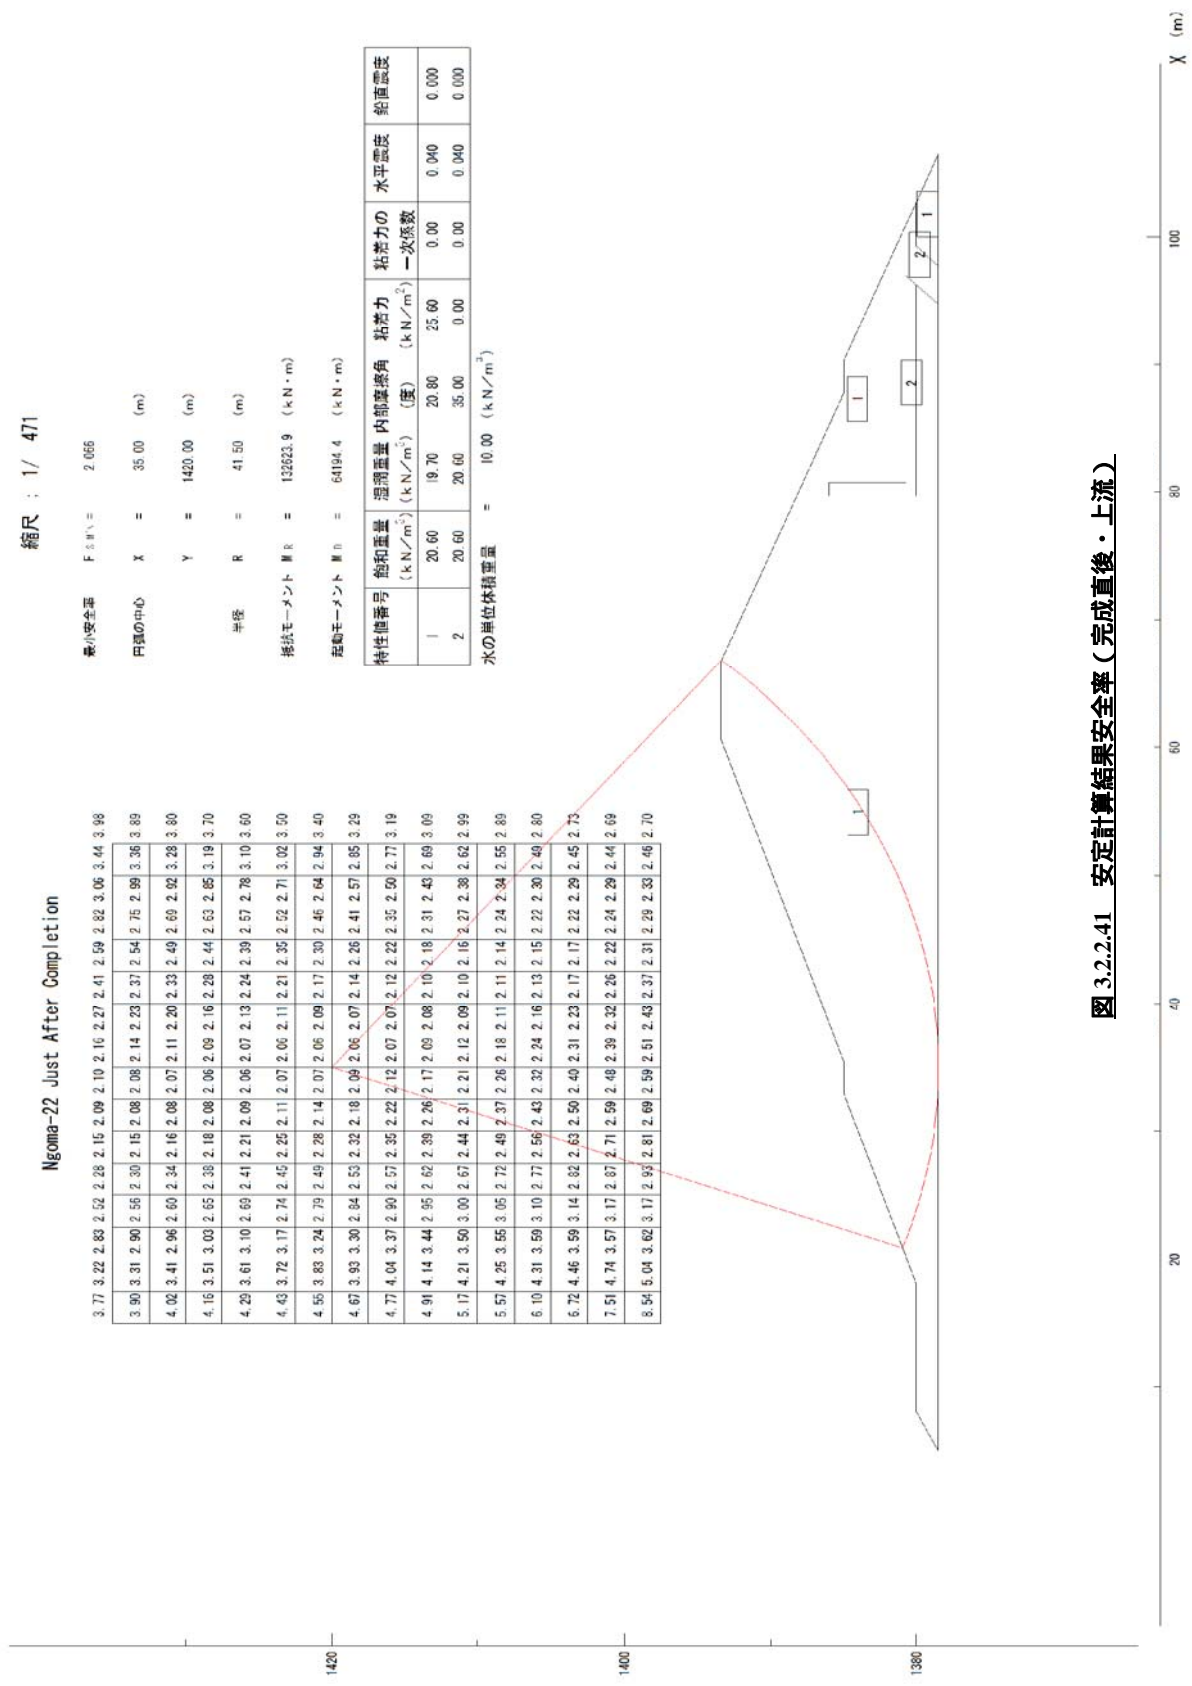 縮尺 : 1/ 471
Ngoma-22 Just After Completion
最小安全率 = 2.066
円弧の中心 X = 35.00 (m)
Y = 1420.00 (m)
半径 R = 41.50 (m)
抵抗モーメント MR = 132623.9 (kN・m)
起動モーメント MD = 64194.4 (kN・m)
特性値番号 飽和重量 湿潤重量 内部摩擦角 粘着力 粘着力の 水平震度 鉛直震度
(kN/m3) (kN/m3) (度) (kN/m2) 一次係数
1 20.60 19.70 20.80 25.60 0.00 0.040 0.000
2 20.60 20.60 35.00 0.00 0.00 0.040 0.000
水の単位体積重量 = 10.00 (kN/m3)
3.77 3.22 2.83 2.52 2.28 2.15 2.09 2.10 2.16 2.27 2.41 2.59 2.82 3.06 3.44 3.98
3.90 3.31 2.90 2.56 2.30 2.15 2.08 2.08 2.14 2.23 2.37 2.54 2.75 2.99 3.36 3.89
4.02 3.41 2.96 2.60 2.34 2.16 2.08 2.07 2.11 2.20 2.33 2.49 2.69 2.92 3.28 3.80
4.16 3.51 3.03 2.65 2.38 2.18 2.08 2.06 2.09 2.16 2.28 2.44 2.63 2.85 3.19 3.70
4.29 3.61 3.10 2.69 2.41 2.21 2.09 2.06 2.07 2.13 2.24 2.39 2.57 2.78 3.10 3.60
4.43 3.72 3.17 2.74 2.45 2.25 2.11 2.07 2.06 2.11 2.21 2.35 2.52 2.71 3.02 3.50
4.55 3.83 3.24 2.79 2.49 2.28 2.14 2.07 2.06 2.09 2.17 2.30 2.46 2.64 2.94 3.40
4.67 3.93 3.30 2.84 2.53 2.32 2.18 2.09 2.06 2.07 2.14 2.26 2.41 2.57 2.85 3.29
4.77 4.04 3.37 2.90 2.57 2.35 2.22 2.12 2.07 2.07 2.12 2.22 2.35 2.50 2.77 3.19
4.91 4.14 3.44 2.95 2.62 2.39 2.26 2.17 2.09 2.08 2.10 2.18 2.31 2.43 2.69 3.09
5.17 4.21 3.50 3.00 2.67 2.44 2.31 2.21 2.12 2.09 2.10 2.16 2.27 2.38 2.62 2.99
5.57 4.25 3.55 3.05 2.72 2.49 2.37 2.26 2.18 2.11 2.11 2.14 2.24 2.34 2.55 2.89
6.10 4.31 3.59 3.10 2.77 2.56 2.43 2.32 2.24 2.16 2.13 2.15 2.22 2.30 2.49 2.80
6.72 4.46 3.59 3.14 2.82 2.63 2.50 2.40 2.31 2.23 2.17 2.17 2.22 2.29 2.45 2.73
7.51 4.74 3.57 3.17 2.87 2.71 2.59 2.48 2.39 2.32 2.26 2.22 2.24 2.29 2.44 2.69
8.54 5.04 3.62 3.17 2.93 2.81 2.69 2.59 2.51 2.43 2.37 2.31 2.29 2.33 2.46 2.70
1420
1400
1380
1
1
2
2
1
20
40
60
80
100
X (m)
図 3.2.2.41 安定計算結果安全率(完成直後・上流)